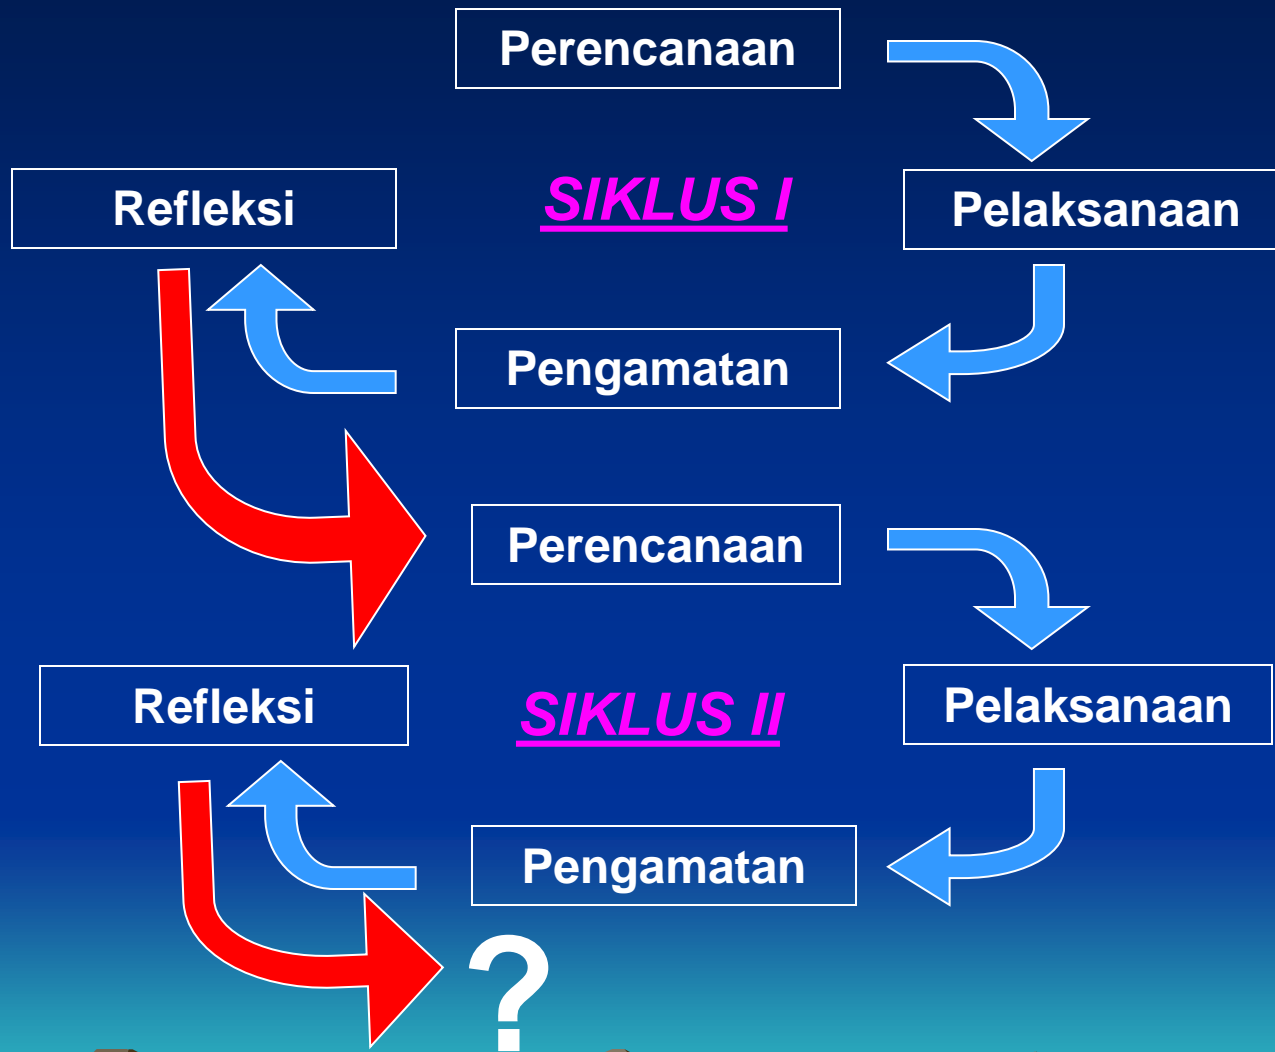 Perencanaan
Refleksi
SIKLUS I
Pelaksanaan
Pengamatan
Perencanaan
Refleksi
SIKLUS II
Pelaksanaan
Pengamatan
?